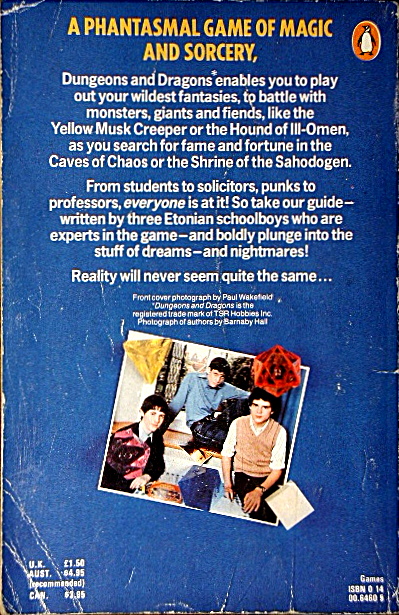 A PHANTASMAL GAME OF MAGIC
AND SORCERY,
Dungeons and Dragons* enables you to play
out your wildest fantasies, to battle with
monsters, giants and fiends, like the
Yellow Musk Creeper or the Hound of Ill-Omen,
as you search for fame and fortune in the
Caves of Chaos or the Shrine of the Sahodogen.
From students to solicitors, punks to
professors, everyone is at it! So take our guide—
written by three Etonian schoolboys who are
experts in the game—and boldly plunge into the
stuff of dreams—and nightmares!
Reality will never seem quite the same...
Front cover photograph by Paul Wakefield
*Dungeons and Dragons is the
registered trade mark of TSR Hobbies Inc.
Photograph of authors by Barnaby Hall
U.K. £1.50
AUST. $4.95
(recommended)
CAN. $3.95
Games
ISBN 0 14
00.6460 9